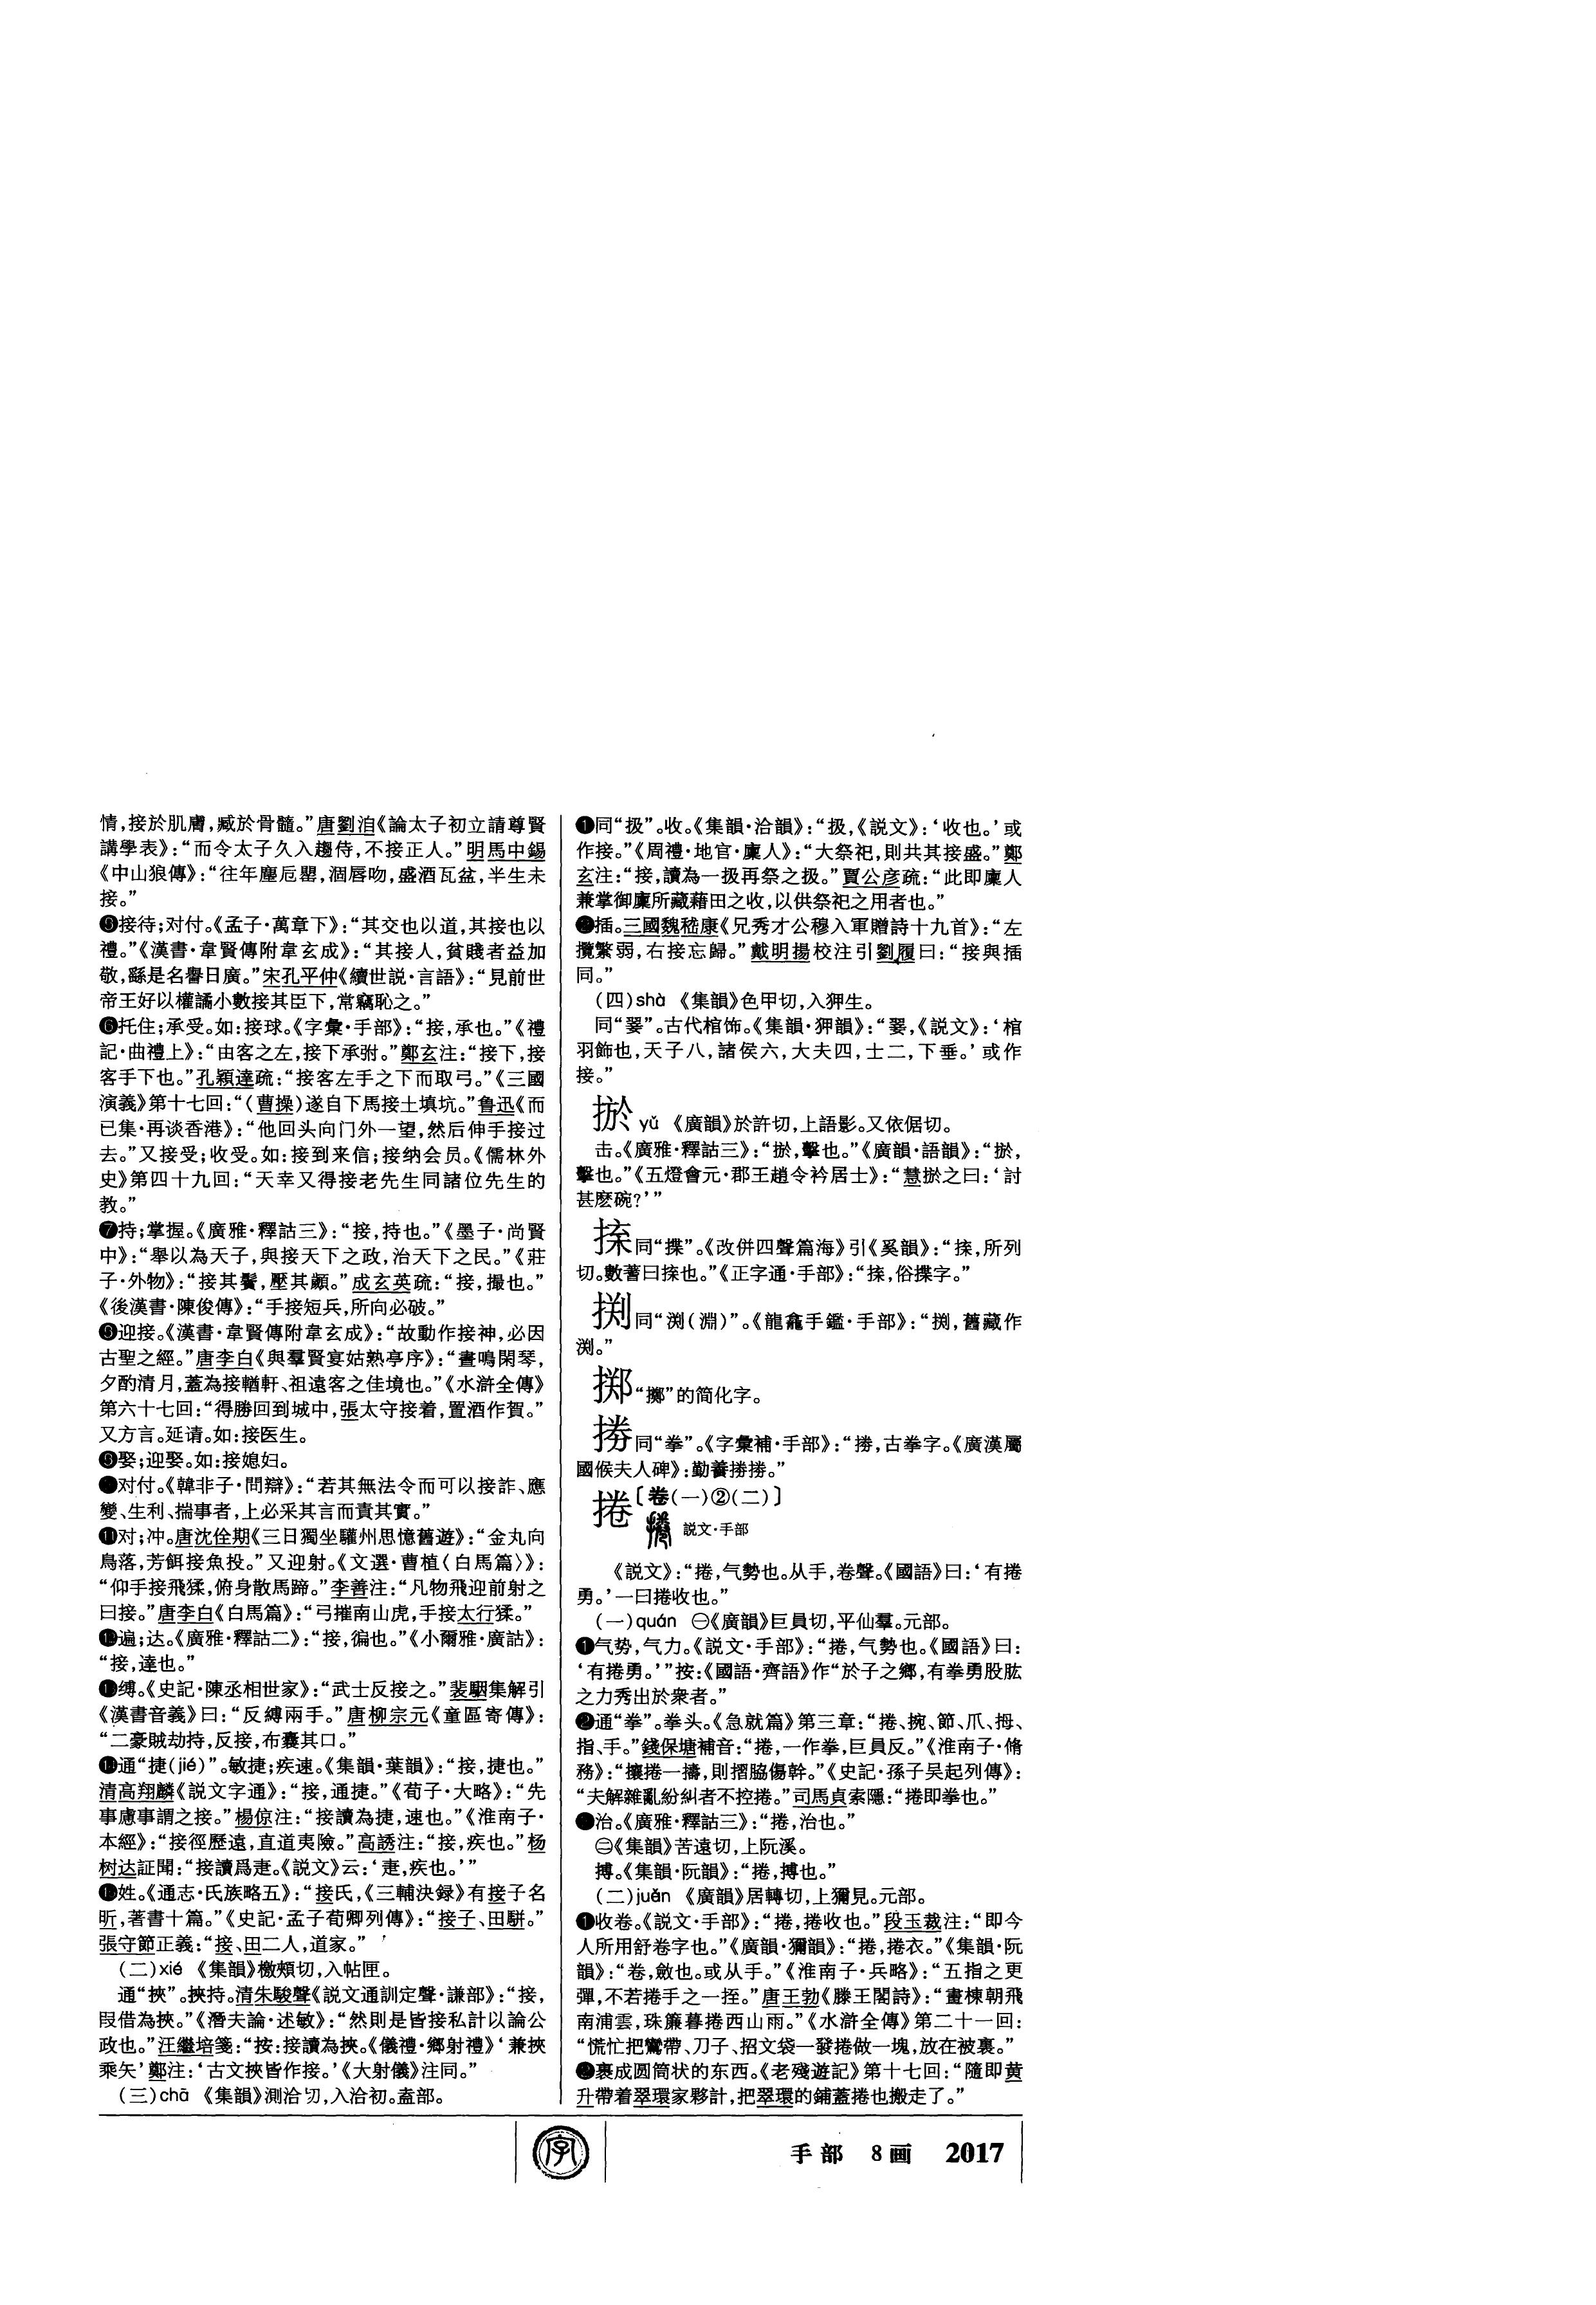 情,接於肌膚,臧於骨髓。”唐劉洎《論太子初立請尊賢
講學表》:“而令太子久入趨侍,不接正人。”明馬中錫
《中山狼傳》:“往年塵卮罌,涸唇吻,盛酒瓦盆,半生未
接。”
❺接待;对付。《孟子·萬章下》:“其交也以道,其接也以
禮。”《漢書·韋賢傳附韋玄成》:“其接人,貧賤者益加
敬,繇是名譽日廣。”宋孔平仲《續世説·言語》:“見前世
帝王好以權譎小數接其臣下,常竊恥之。”
❻托住;承受。如:接球。《字彙·手部》:“接,承也。”《禮
記·曲禮上》:“由客之左,接下承弣。”鄭玄注:“接下,接
客手下也。”孔穎達疏:“接客左手之下而取弓。”《三國
演義》第十七回:“(曹操)遂自下馬接土填坑。”鲁迅《而
已集·再谈香港》:“他回头向门外一望,然后伸手接过
去。”又接受;收受。如:接到来信;接纳会员。《儒林外
史》第四十九回:“天幸又得接老先生同諸位先生的
教。”
❼持;掌握。《廣雅·釋詁三》:“接,持也。”《墨子·尚賢
中》:“舉以為天子,與接天下之政,治天下之民。”《莊
子·外物》:“接其鬢,壓其顪。”成玄英疏:“接,撮也。”
《後漢書·陳俊傳》:“手接短兵,所向必破。”
❽迎接。《漢書·韋賢傳附韋玄成》:“故動作接神,必因
古聖之經。”唐李白《與羣賢宴姑熟亭序》:“晝鳴閑琴,
夕酌清月,蓋為接輶軒、祖遠客之佳境也。”《水滸全傳》
第六十七回:“得勝回到城中,張太守接着,置酒作賀。”
又方言。延请。如:接医生。
❾娶;迎娶。如:接媳妇。
❿对付。《韓非子·問辯》:“若其無法令而可以接詐、應
變、生利、揣事者,上必采其言而責其實。”
⓫对;冲。唐沈佺期《三日獨坐驩州思憶舊遊》:“金丸向
鳥落,芳餌接魚投。”又迎射。《文選·曹植〈白馬篇〉》:
“仰手接飛猱,俯身散馬蹄。”李善注:“凡物飛迎前射之
曰接。”唐李白《白馬篇》:“弓摧南山虎,手接太行猱。”
⓬遍;达。《廣雅·釋詁二》:“接,徧也。”《小爾雅·廣詁》:
“接,達也。”
⓭缚。《史記·陳丞相世家》:“武士反接之。”裴駰集解引
《漢書音義》曰:“反縛兩手。”唐柳宗元《童區寄傳》:
“二豪賊劫持,反接,布囊其口。”
⓮通“捷(jié)”。敏捷;疾速。《集韻·葉韻》:“接,捷也。”
清高翔麟《説文字通》:“接,通捷。”《荀子·大略》:“先
事慮事謂之接。”楊倞注:“接讀為捷,速也。”《淮南子·
本經》:“接徑歷遠,直道夷險。”高誘注:“接,疾也。”杨
树达証聞:“接讀爲疌。《説文》云:‘疌,疾也。’”
⓯姓。《通志·氏族略五》:“接氏,《三輔決録》有接子名
昕,著書十篇。”《史記·孟子荀卿列傳》:“接子、田駢。”
張守節正義:“接、田二人,道家。”
(二)xié 《集韻》檄頰切,入帖匣。
通“挾”。挾持。清朱駿聲《説文通訓定聲·謙部》:“接,
叚借為挾。”《潛夫論·述敏》:“然則是皆接私計以論公
政也。”汪繼培箋:“按:接讀為挾。《儀禮·鄉射禮》‘兼挾
乘矢’鄭注:‘古文挾皆作接。’《大射儀》注同。”
(三)chā 《集韻》測洽切,入洽初。盍部。
❶同“扱”。收。《集韻·洽韻》:“扱,《説文》:‘收也。’或
作接。”《周禮·地官·廩人》:“大祭祀,則共其接盛。”鄭
玄注:“接,讀為一扱再祭之扱。”賈公彦疏:“此即廩人
兼掌御廩所藏藉田之收,以供祭祀之用者也。”
❷插。三國魏嵇康《兄秀才公穆入軍贈詩十九首》:“左
攬繁弱,右接忘歸。”戴明揚校注引劉履曰:“接與插
同。”
(四)shà 《集韻》色甲切,入狎生。
同“翣”。古代棺饰。《集韻·狎韻》:“翣,《説文》:‘棺
羽飾也,天子八,諸侯六,大夫四,士二,下垂。’或作
接。”
㨗 yǔ 《廣韻》於許切,上語影。又依倨切。
击。《廣雅·釋詁三》:“扵,擊也。”《廣韻·語韻》:“扵,
擊也。”《五燈會元·郡王趙令衿居士》:“慧扵之曰:‘討
甚麽碗?’”
同“揲”。《改併四聲篇海》引《奚韻》:“,所列
切。數蓍曰也。”《正字通·手部》:“,俗揲字。”
同“渕(淵)”。《龍龕手鑑·手部》:“,舊藏作
渕。”
掷“擲”的简化字。
同“拳”。《字彙補·手部》:“,古拳字。《廣漢屬
國候夫人碑》:勤養。”
捲〔卷(一)②(二)〕
説文·手部
《説文》:“捲,气勢也。从手,卷聲。《國語》曰:‘有捲
勇。’一曰捲收也。”
(一)quán ㊀《廣韻》巨員切,平仙羣。元部。
❶气势,气力。《説文·手部》:“捲,气勢也。《國語》曰:
‘有捲勇。’”按:《國語·齊語》作“於子之鄉,有拳勇股肱
之力秀出於衆者。”
❷通“拳”。拳头。《急就篇》第三章:“捲、捥、節、爪、拇、
指、手。”錢保塘補音:“捲,一作拳,巨員反。”《淮南子·脩
務》:“攘捲一擣,則摺脇傷幹。”《史記·孫子吴起列傳》:
“夫解雜亂紛糾者不控捲。”司馬貞索隱:“捲即拳也。”
❸治。《廣雅·釋詁三》:“捲,治也。”
㊁《集韻》苦遠切,上阮溪。
搏。《集韻·阮韻》:“捲,搏也。”
(二)juǎn 《廣韻》居轉切,上獮見。元部。
❶收卷。《説文·手部》:“捲,捲收也。”段玉裁注:“即今
人所用舒卷字也。”《廣韻·獮韻》:“捲,捲衣。”《集韻·阮
韻》:“卷,斂也。或从手。”《淮南子·兵略》:“五指之更
彈,不若捲手之一挃。”唐王勃《滕王閣詩》:“畫棟朝飛
南浦雲,珠簾暮捲西山雨。”《水滸全傳》第二十一回:
“慌忙把鸞帶、刀子、招文袋一發捲做一塊,放在被裏。”
❷裹成圆筒状的东西。《老殘遊記》第十七回:“隨即黄
升帶着翠環家夥計,把翠環的鋪蓋捲也搬走了。”
字
手部 8画 2017